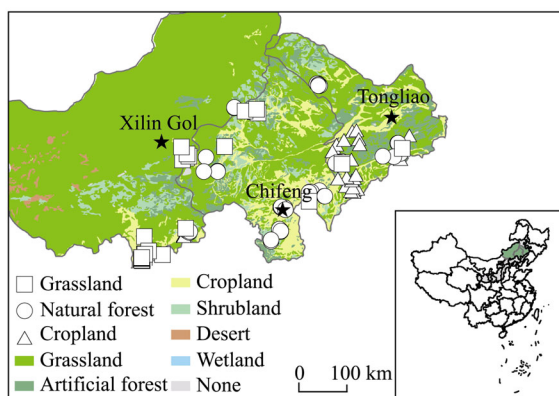 Tongliao
Xilin Gol
Chifeng
Grassland
Natural forest
Cropland
Grassland
Artificial forest
Cropland
Shrubland
Desert
Wetland
None
0 100 km